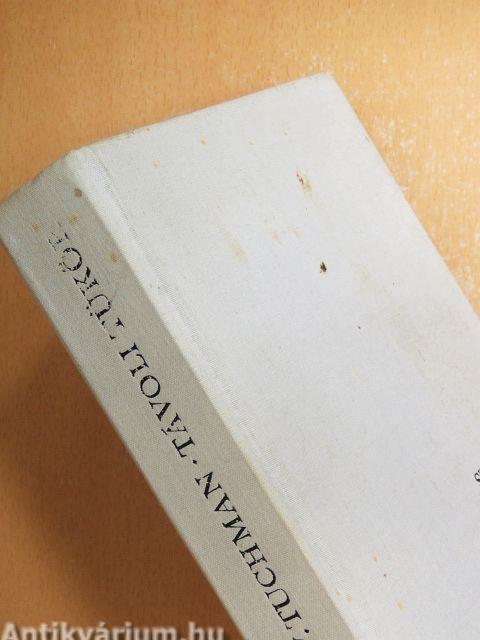 TUCHMAN · TÁVOLI TÜKÖR
Antikvárium.hu